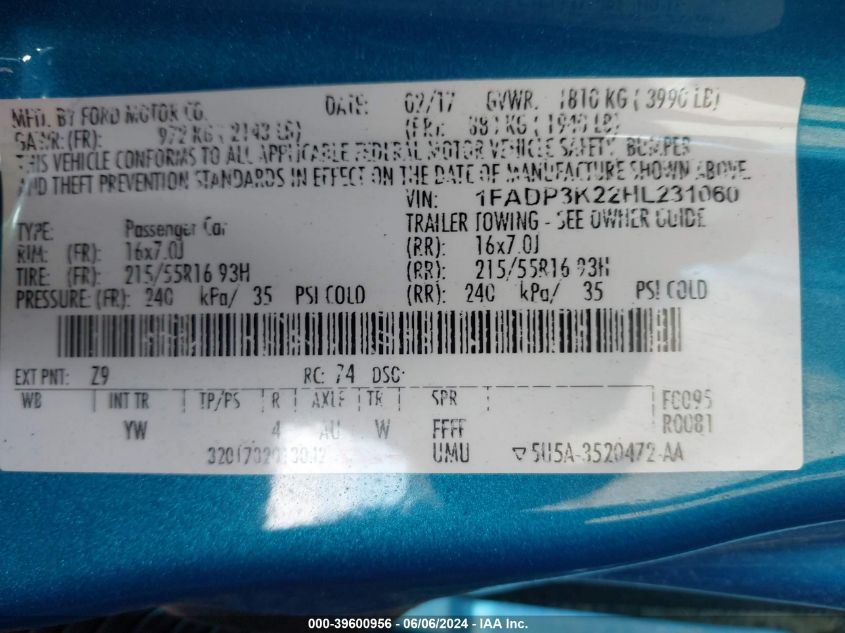 MFD. BY FORD MOTOR CO. DATE: 02/17 GVWR. 1810 KG ( 3990 LB)
GAWR: (FR): 972 KG ( 2143 LB) KG ( LB)
THIS VEHICLE CONFORMS TO ALL APPLICABLE FEDERAL MOTOR VEHICLE SAFETY, BUMPER
AND THEFT PREVENTION STANDARDS IN EFFECT ON THE DATE OF MANUFACTURE SHOWN ABOVE.
VIN: 1FADP3K22HL231060
TYPE: Passenger Car TRAILER TOWING - SEE OWNER GUIDE
RIM: (FR): 16x7.0J (RR): 16x7.0J
TIRE: (FR): 215/55R16 93H (RR): 215/55R16 93H
PRESSURE: (FR): 240 kPa/ 35 PSI COLD (RR): 240 kPa/ 35 PSI COLD
EXT PNT: Z9 RC: 74 DSO:
WB INT TR TP/PS R AXLE TR SPR FC095
YW 4 AU W FFFF R0081
UMU 5U5A-3520472-AA
000-39600956 - 06/06/2024 - IAA Inc.